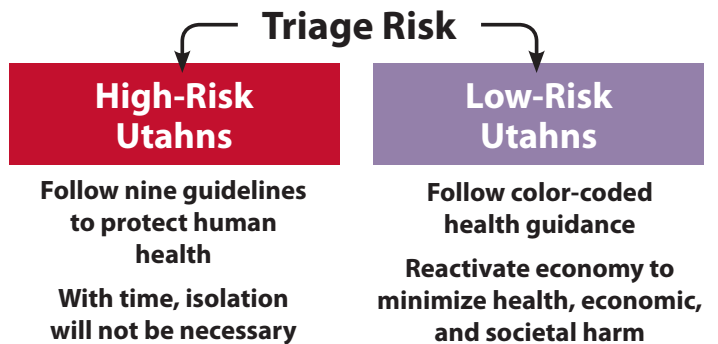 Triage Risk
High-Risk
Utahns
Follow nine guidelines
to protect human
health
With time, isolation
will not be necessary
Low-Risk
Utahns
Follow color-coded
health guidance
Reactivate economy to
minimize health, economic,
and societal harm